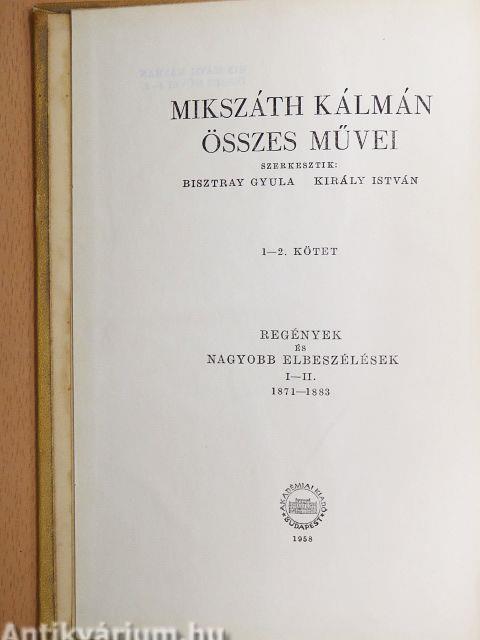 MIKSZÁTH KÁLMÁN
ÖSSZES MŰVEI
SZERKESZTIK:
BISZTRAY GYULA KIRÁLY ISTVÁN
1—2. KÖTET
REGÉNYEK
ÉS
NAGYOBB ELBESZÉLÉSEK
I—II.
1871—1883
AKADÉMIAI KIADÓ
BUDAPEST
1958
Antikvárium.hu